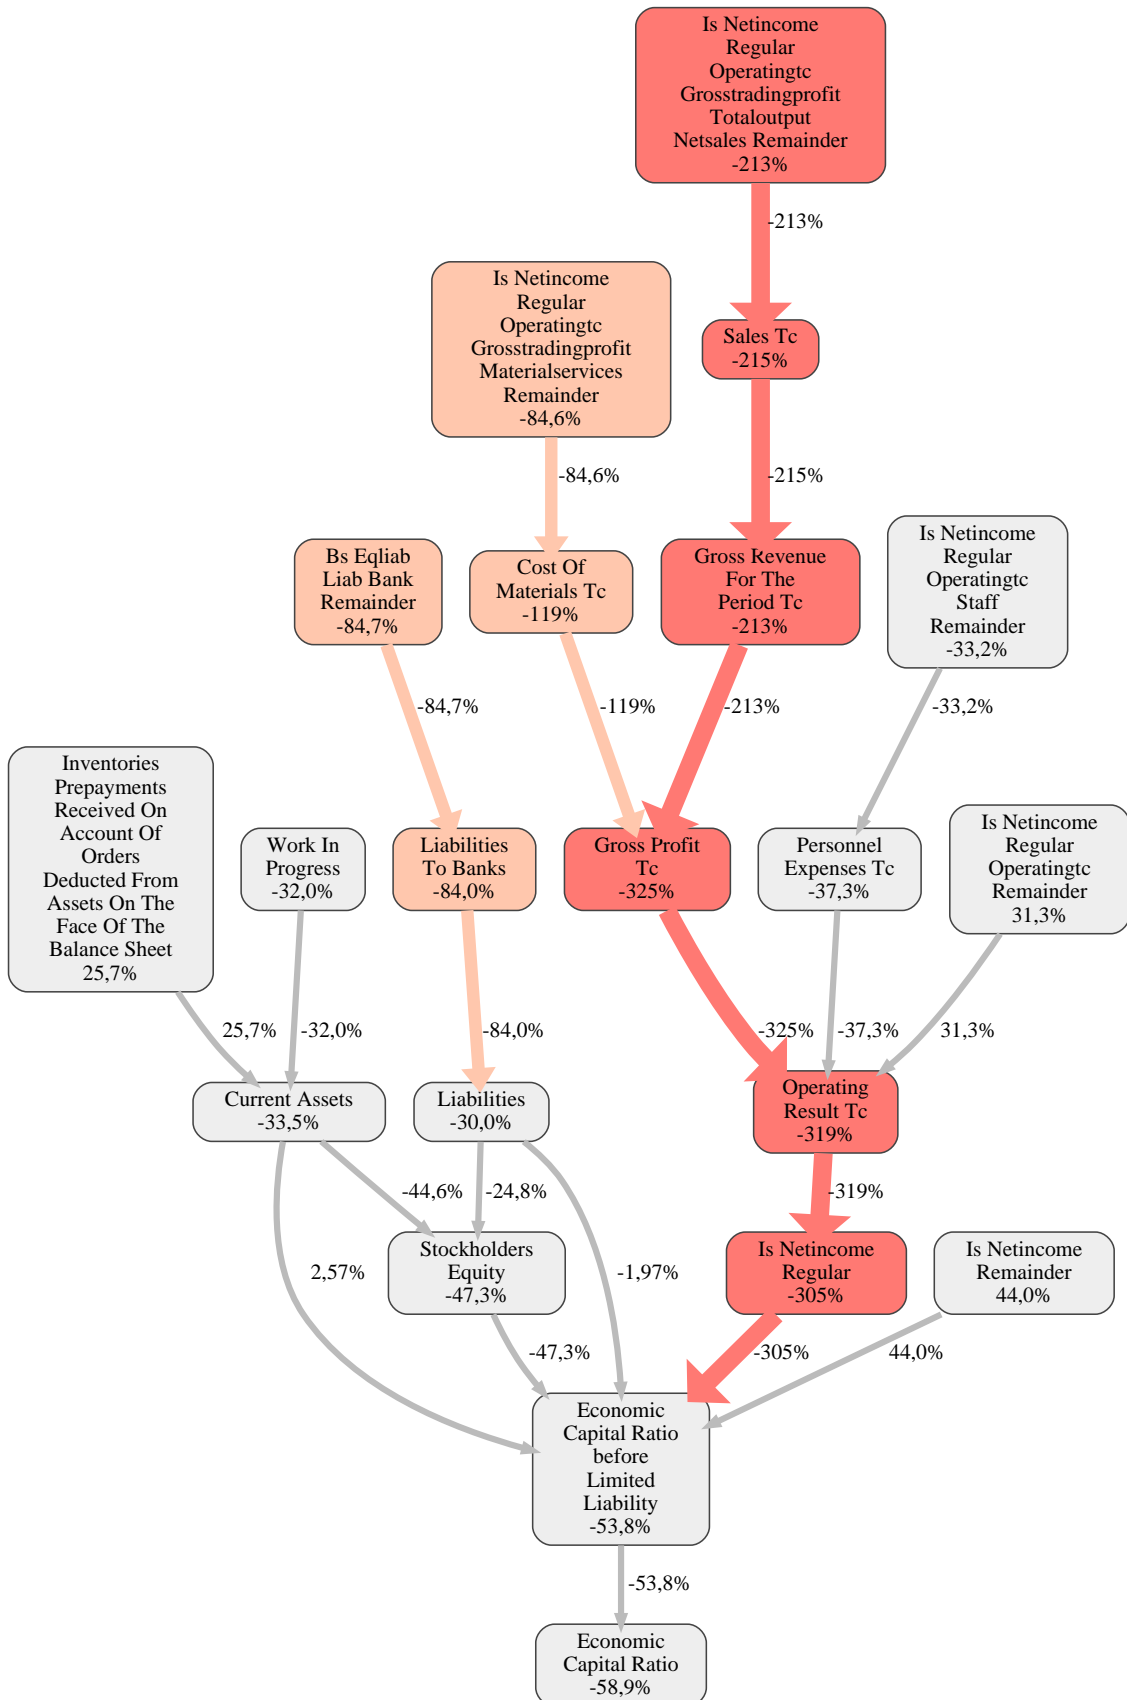 Is Netincome
Regular
Operatingtc
Grosstradingprofit
Totaloutput
Netsales Remainder
-213%
-213%
Is Netincome
Regular
Operatingtc
Grosstradingprofit
Materialservices
Remainder
-84,6%
Sales Tc
-215%
-84,6%
-215%
Bs Eqliab
Liab Bank
Remainder
-84,7%
Cost Of
Materials Tc
-119%
Gross Revenue
For The
Period Tc
-213%
Is Netincome
Regular
Operatingtc
Staff
Remainder
-33,2%
-84,7%
-119%
-213%
-33,2%
Inventories
Prepayments
Received On
Account Of
Orders
Deducted From
Assets On The
Face Of The
Balance Sheet
25,7%
Work In
Progress
-32,0%
Liabilities
To Banks
-84,0%
Gross Profit
Tc
-325%
Personnel
Expenses Tc
-37,3%
Is Netincome
Regular
Operatingtc
Remainder
31,3%
25,7%
-32,0%
-84,0%
-325%
-37,3%
31,3%
Current Assets
-33,5%
Liabilities
-30,0%
Operating
Result Tc
-319%
-44,6%
-24,8%
-319%
Stockholders
Equity
-47,3%
Is Netincome
Regular
-305%
Is Netincome
Remainder
44,0%
2,57%
-1,97%
-47,3%
-305%
44,0%
Economic
Capital Ratio
before
Limited
Liability
-53,8%
-53,8%
Economic
Capital Ratio
-58,9%